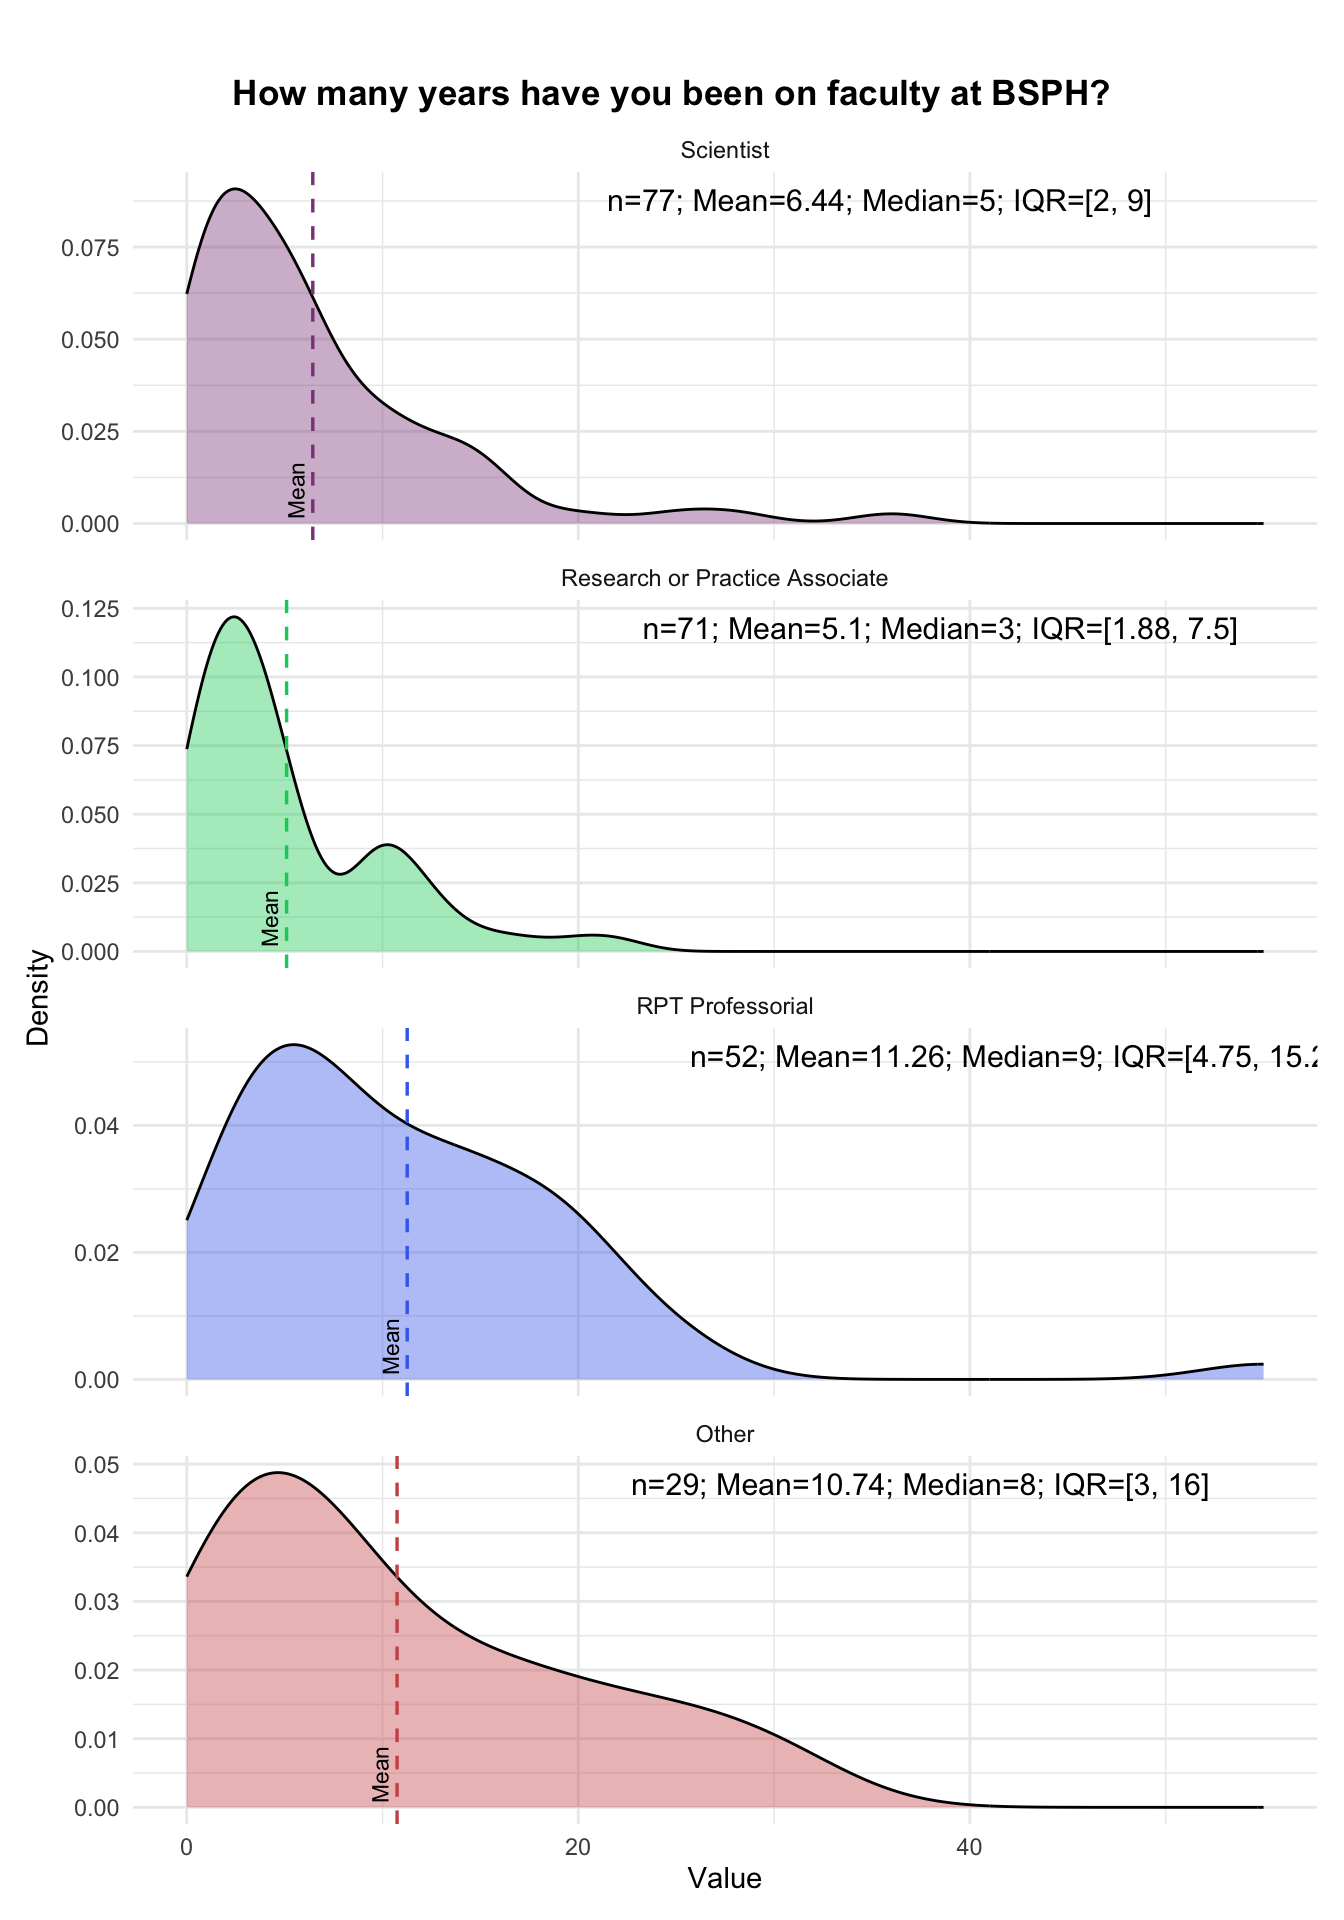 How many years have you been on faculty at BSPH?
Scientist
n=77; Mean=6.44; Median=5; IQR=[2, 9]
0.075
0.050
0.025
0.000
Mean
Research or Practice Associate
n=71; Mean=5.1; Median=3; IQR=[1.88, 7.5]
0.125
0.100
0.075
0.050
0.025
0.000
Mean
Density
RPT Professorial
n=52; Mean=11.26; Median=9; IQR=[4.75, 15.2
0.04
0.02
0.00
Mean
Other
n=29; Mean=10.74; Median=8; IQR=[3, 16]
0.05
0.04
0.03
0.02
0.01
0.00
Mean
0 20 40
Value